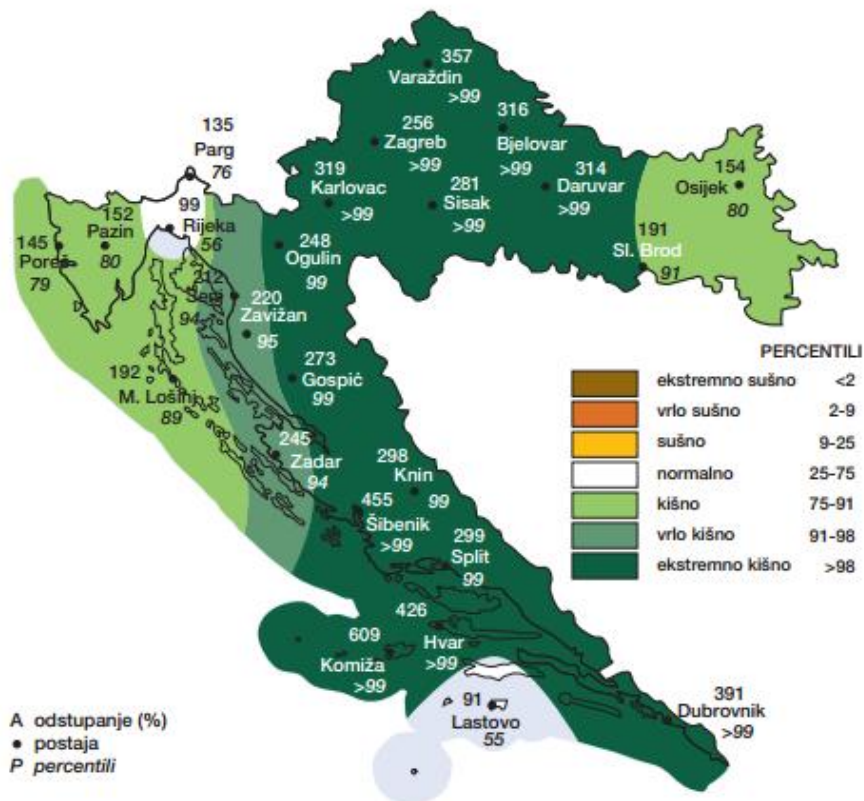 357
Varaždin
>99
316
Bjelovar
>99
256
Zagreb
>99
135
Parg
76
319
Karlovac
>99
281
Sisak
>99
314
Daruvar
>99
154
Osijek
80
99
Rijeka
56
152
Pazin
80
145
Poreč
79
248
Ogulin
99
191
Sl. Brod
91
212
Senj
94
220
Zavižan
95
273
Gospić
99
192
M. Lošinj
89
245
Zadar
94
298
Knin
99
455
Šibenik
>99
299
Split
99
426
Hvar
>99
609
Komiža
>99
91
Lastovo
55
391
Dubrovnik
>99
PERCENTILI
ekstremno sušno <2
vrlo sušno 2-9
sušno 9-25
normalno 25-75
kišno 75-91
vrlo kišno 91-98
ekstremno kišno >98
A odstupanje (%)
postaja
P percentili